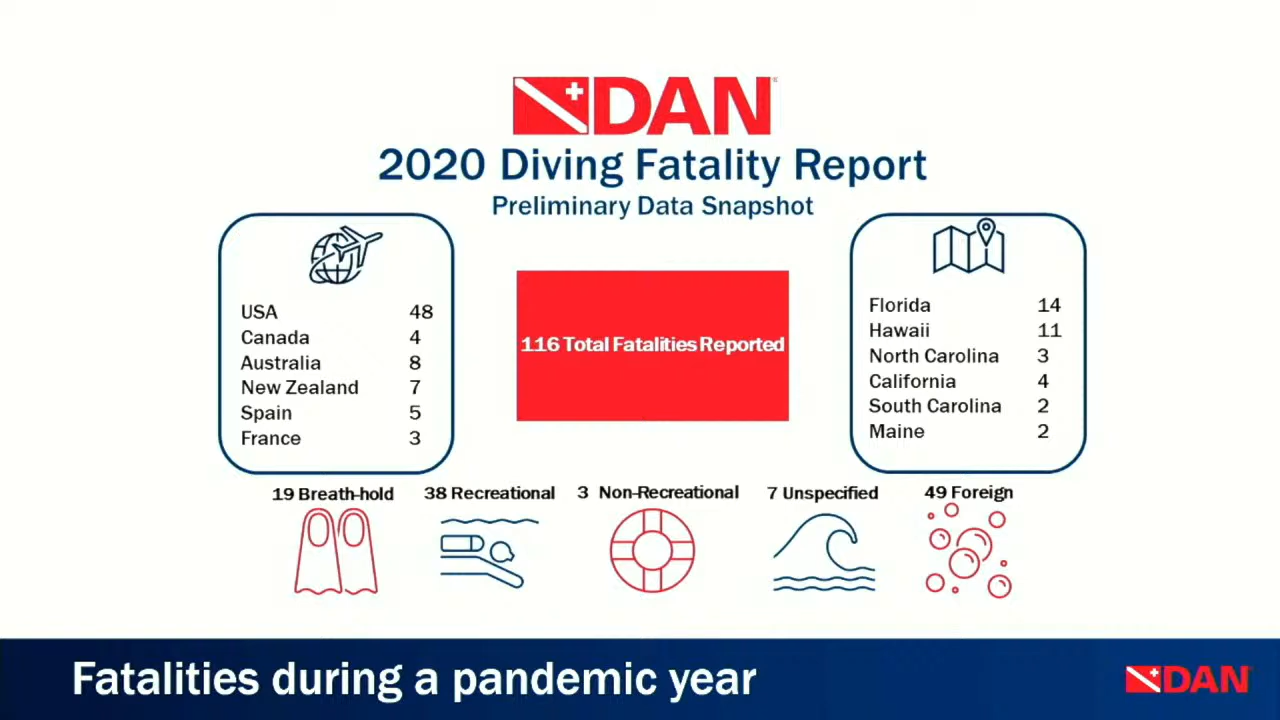 DAN
2020 Diving Fatality Report
Preliminary Data Snapshot
USA 48
Canada 4
Australia 8
New Zealand 7
Spain 5
France 3
116 Total Fatalities Reported
Florida 14
Hawaii 11
North Carolina 3
California 4
South Carolina 2
Maine 2
19 Breath-hold 38 Recreational 3 Non-Recreational 7 Unspecified 49 Foreign
Fatalities during a pandemic year
DAN